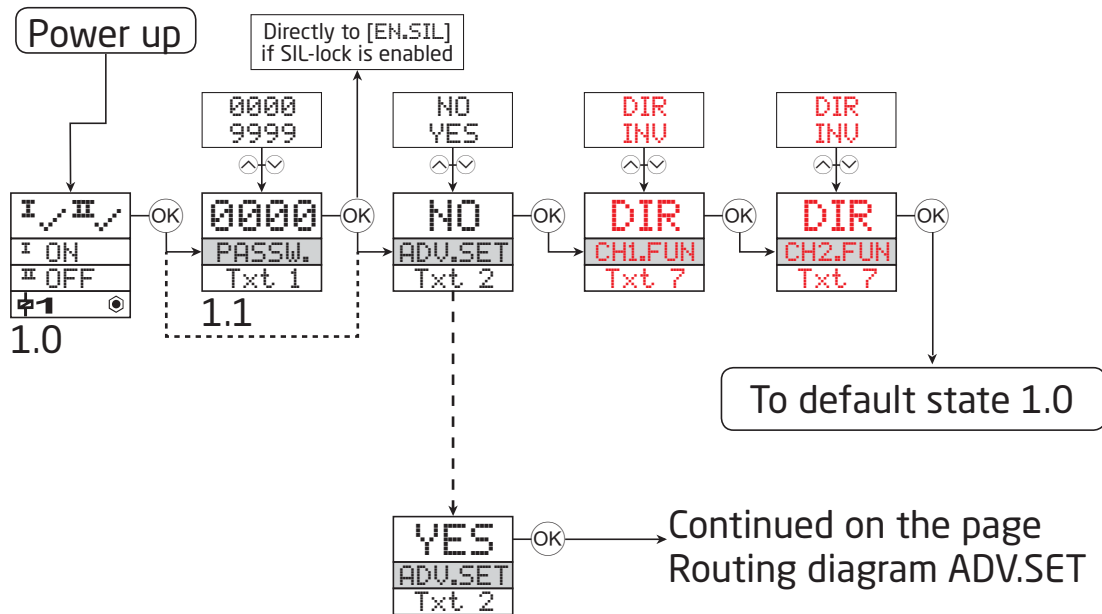 Power up
Directly to [EN.SIL]
if SIL-lock is enabled
0000
9999
NO
YES
DIR
INV
DIR
INV
I II
I ON
II OFF
1
1.0
OK
0000
PASSW.
Txt 1
1.1
OK
NO
ADV.SET
Txt 2
OK
DIR
CH1.FUN
Txt 7
OK
DIR
CH2.FUN
Txt 7
OK
To default state 1.0
YES
ADV.SET
Txt 2
OK
Continued on the page
Routing diagram ADV.SET